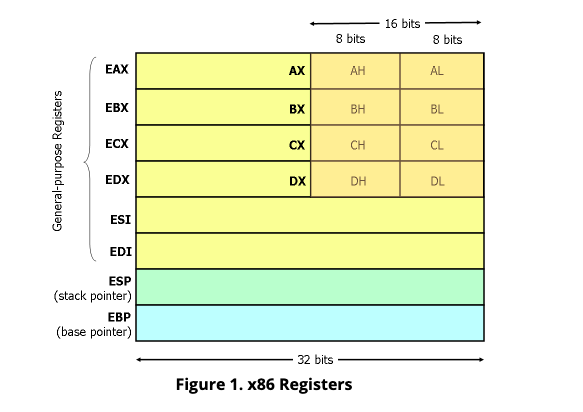 16 bits
8 bits 8 bits
EAX AX AH AL
EBX BX BH BL
ECX CX CH CL
EDX DX DH DL
General-purpose Registers
ESI
EDI
ESP
(stack pointer)
EBP
(base pointer)
32 bits
Figure 1. x86 Registers